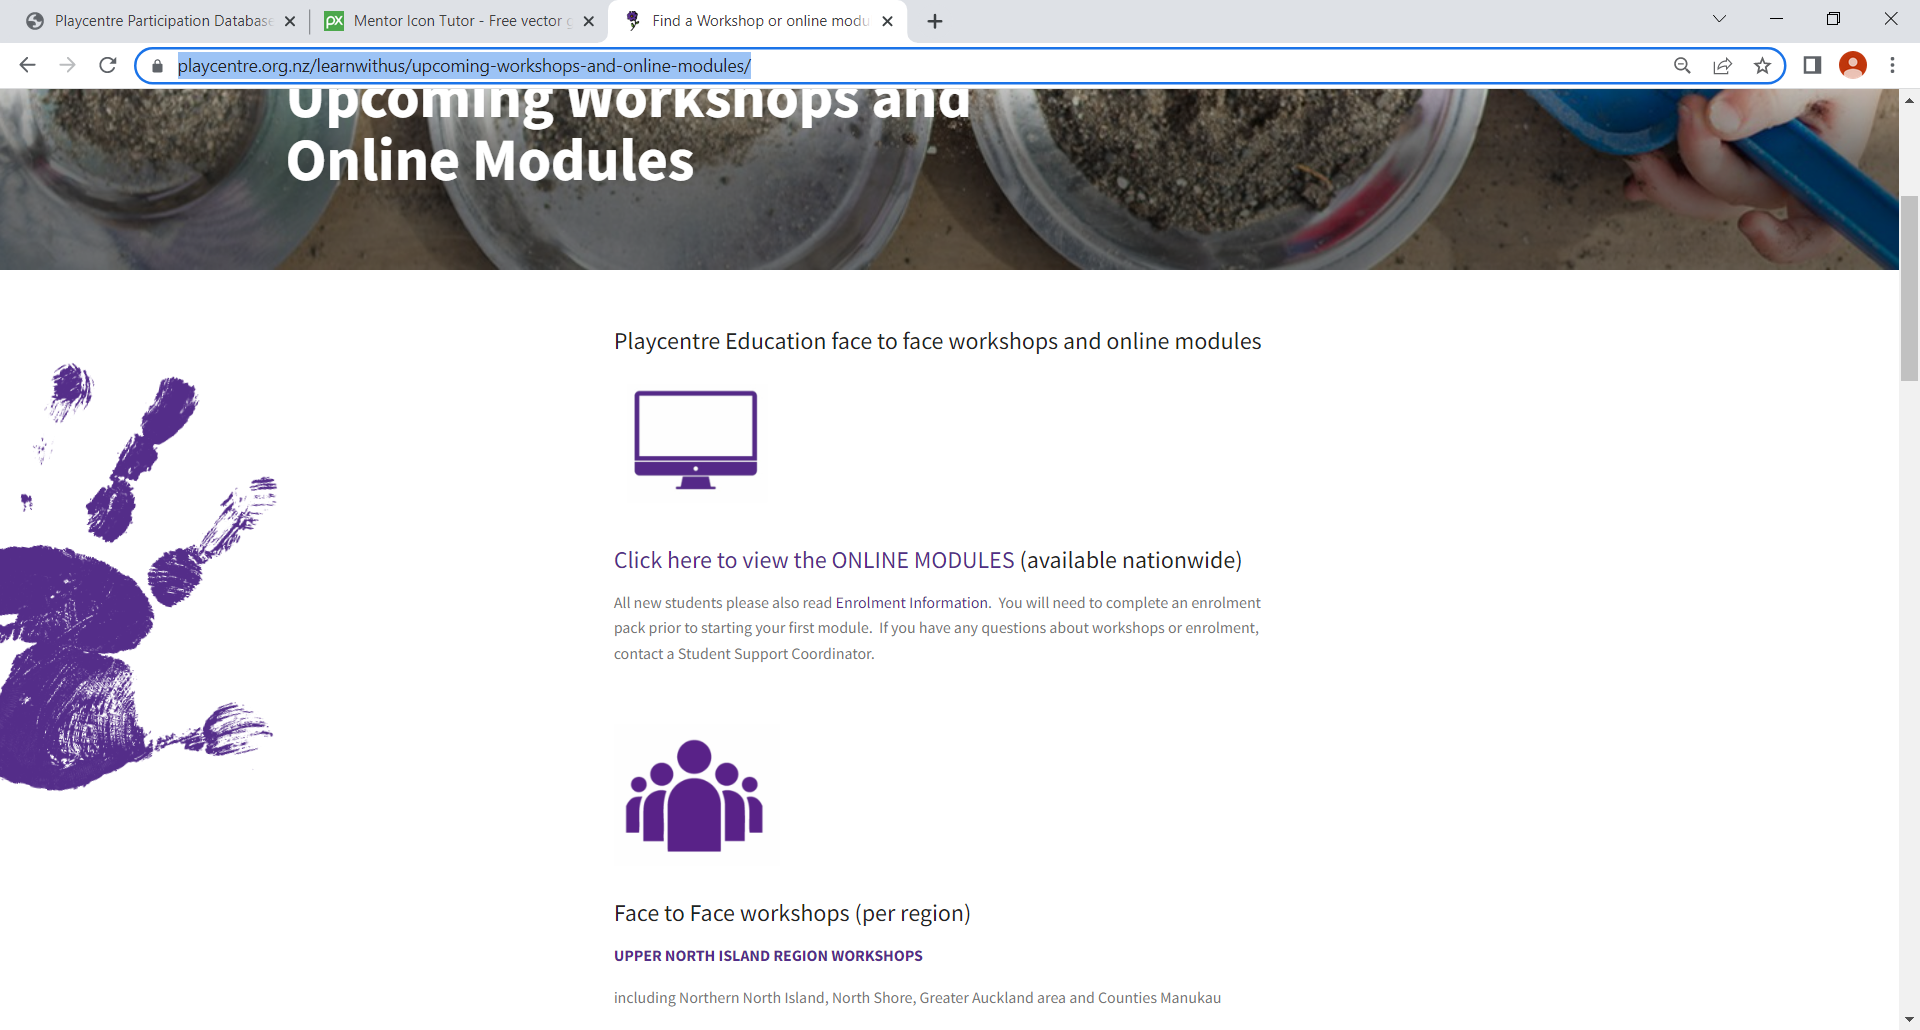 Playcentre Participation Database
Mentor Icon Tutor - Free vector g
Find a Workshop or online modu
playcentre.org.nz/learnwithus/upcoming-workshops-and-online-modules/
Upcoming Workshops and
Online Modules
Playcentre Education face to face workshops and online modules
Click here to view the ONLINE MODULES (available nationwide)
All new students please also read Enrolment Information. You will need to complete an enrolment
pack prior to starting your first module. If you have any questions about workshops or enrolment,
contact a Student Support Coordinator.
Face to Face workshops (per region)
UPPER NORTH ISLAND REGION WORKSHOPS
including Northern North Island, North Shore, Greater Auckland area and Counties Manukau